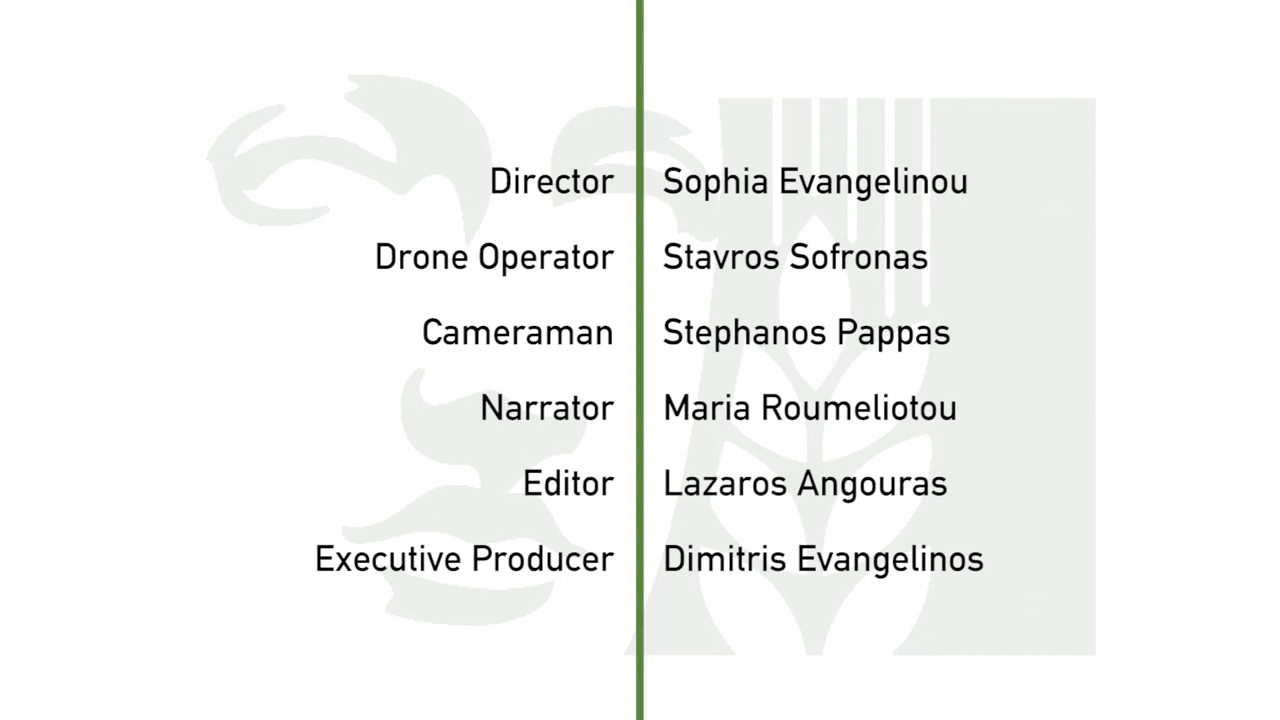 Director Sophia Evangelinou
Drone Operator Stavros Sofronas
Cameraman Stephanos Pappas
Narrator Maria Roumeliotou
Editor Lazaros Angouras
Executive Producer Dimitris Evangelinos